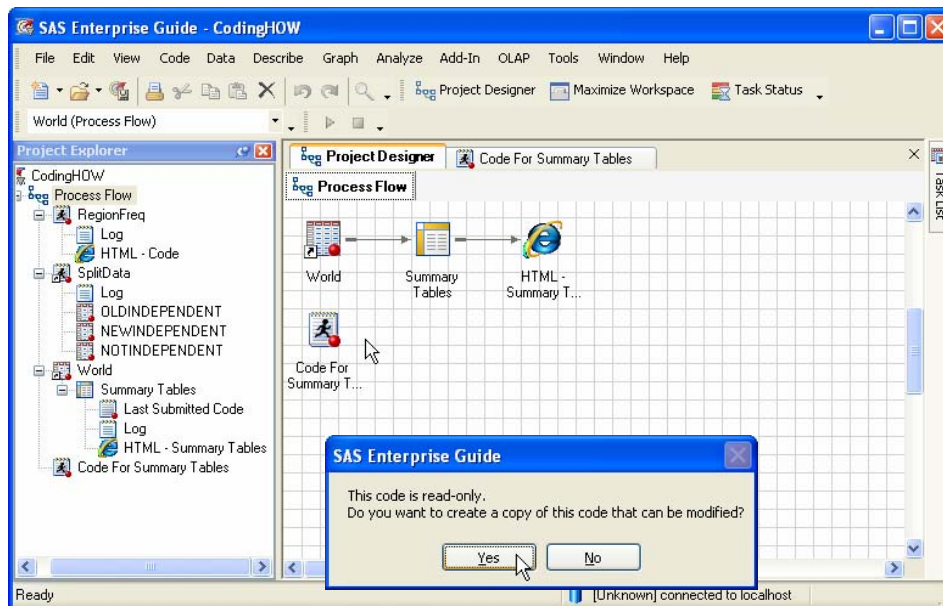 SAS Enterprise Guide - CodingHOW
File Edit View Code Data Describe Graph Analyze Add-In OLAP Tools Window Help
Project Designer Maximize Workspace Task Status
World (Process Flow)
Project Explorer
CodingHOW
Process Flow
RegionFreq
Log
HTML - Code
SplitData
Log
OLDINDEPENDENT
NEWINDEPENDENT
NOTINDEPENDENT
World
Summary Tables
Last Submitted Code
Log
HTML - Summary Tables
Code For Summary Tables
Project Designer Code For Summary Tables
Process Flow
World
Summary
Tables
HTML -
Summary T...
Code For
Summary T...
Task List
SAS Enterprise Guide
This code is read-only.
Do you want to create a copy of this code that can be modified?
Yes No
Ready
[Unknown] connected to localhost